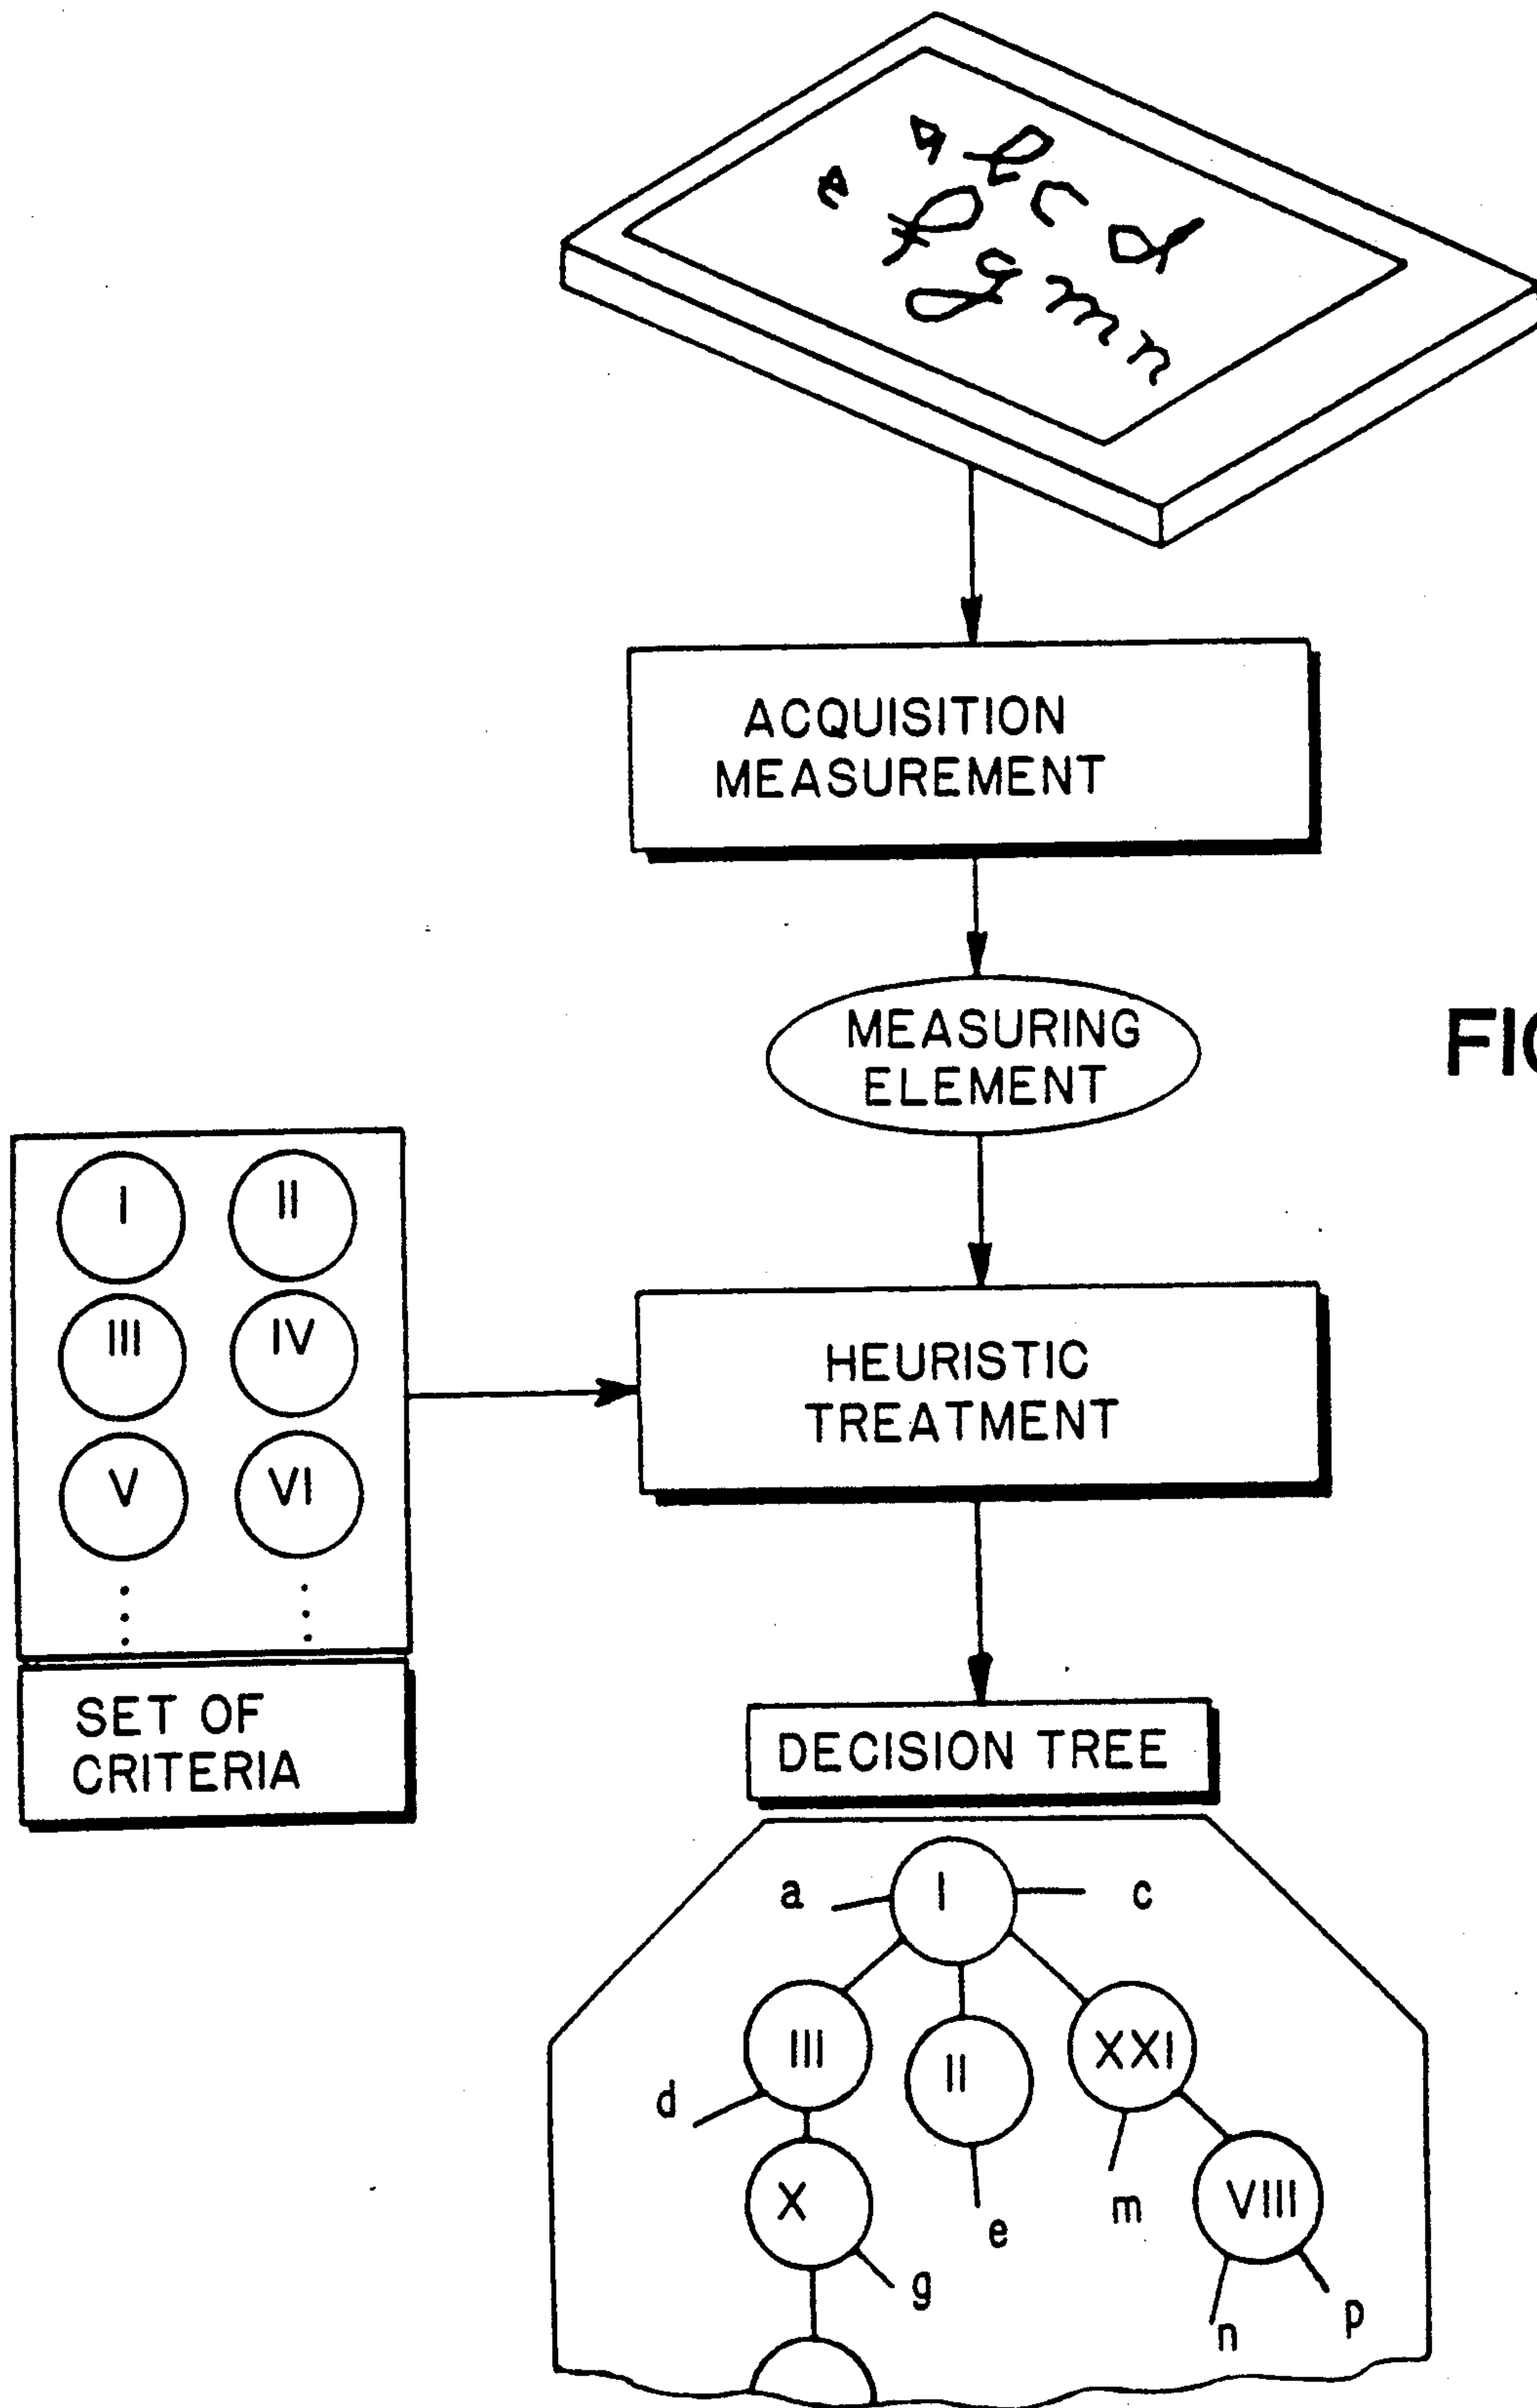 a b c d
e f g m n
ACQUISITION
MEASUREMENT
MEASURING
ELEMENT
FIG
I II
III IV
V VI
HEURISTIC
TREATMENT
SET OF
CRITERIA
DECISION TREE
a I c
III II XXI
d
X e m VIII
g n p